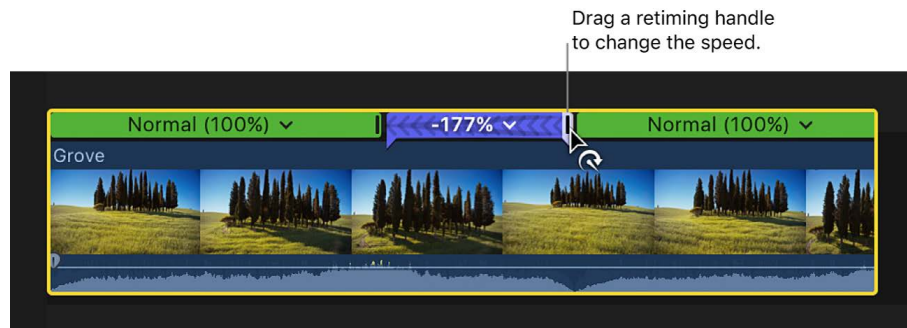 Drag a retiming handle
to change the speed.
Normal (100%)
-177%
Normal (100%)
Grove